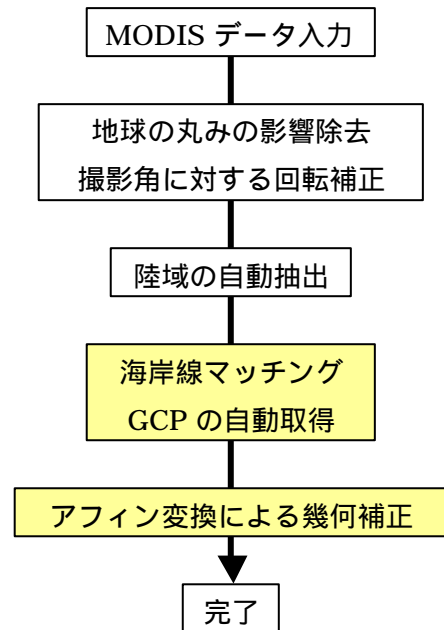 MODIS データ入力
地球の丸みの影響除去
撮影角に対する回転補正
陸域の自動抽出
海岸線マッチング
GCP の自動取得
アフィン変換による幾何補正
完了